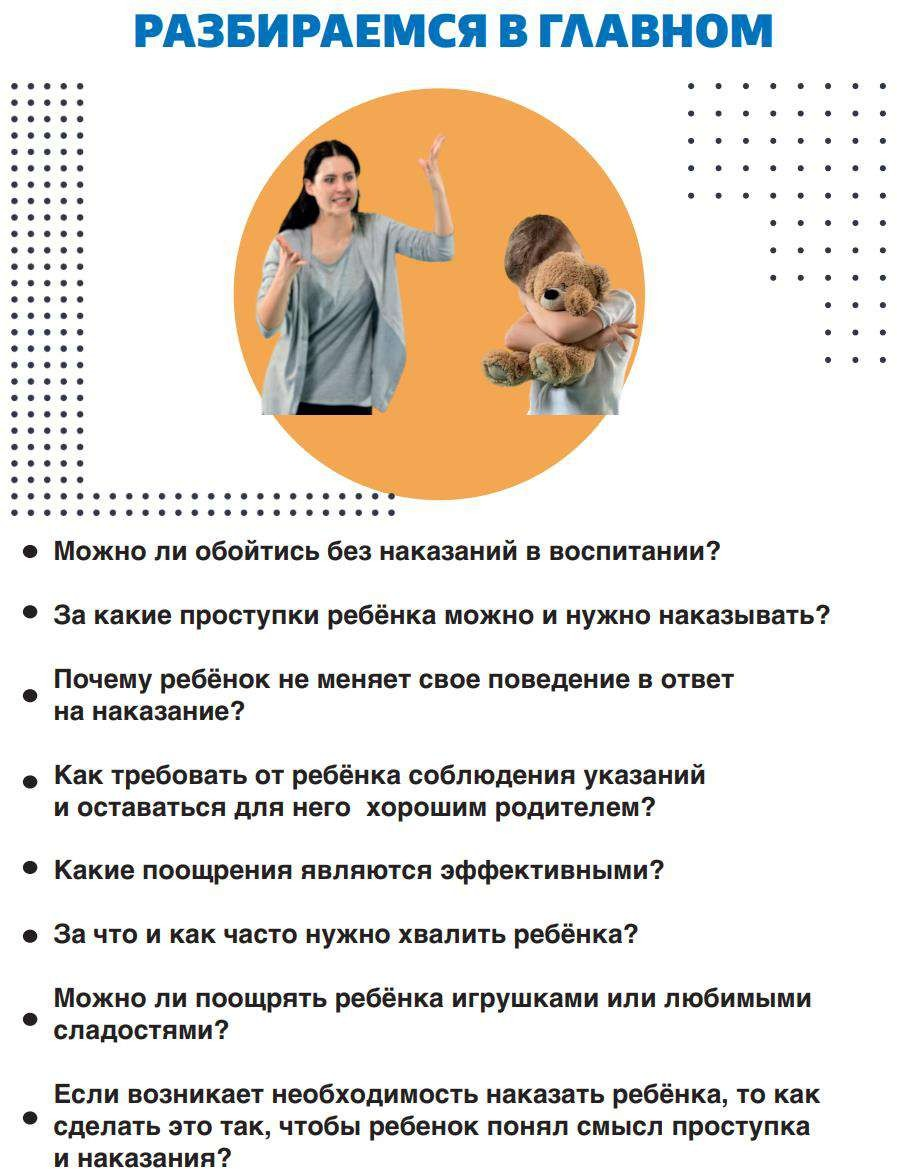 РАЗБИРАЕМСЯ В ГЛАВНОМ
Можно ли обойтись без наказаний в воспитании?
За какие проступки ребёнка можно и нужно наказывать?
Почему ребёнок не меняет свое поведение в ответ
на наказание?
Как требовать от ребёнка соблюдения указаний
и оставаться для него хорошим родителем?
Какие поощрения являются эффективными?
За что и как часто нужно хвалить ребёнка?
Можно ли поощрять ребёнка игрушками или любимыми
сладостями?
Если возникает необходимость наказать ребёнка, то как
сделать это так, чтобы ребенок понял смысл проступка
и наказания?